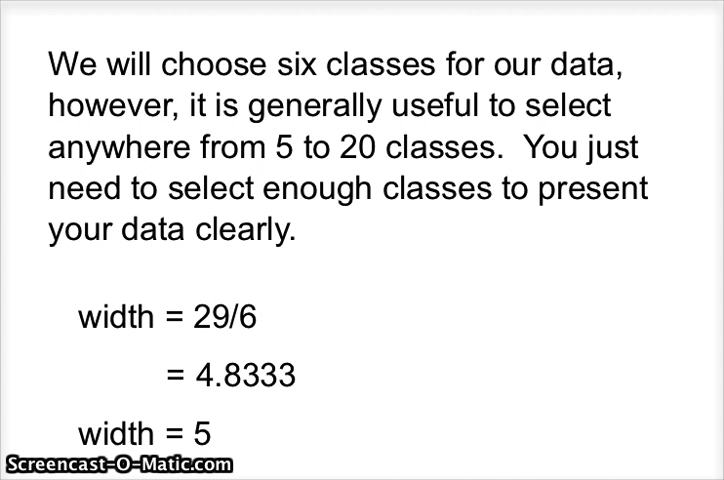 We will choose six classes for our data,
however, it is generally useful to select
anywhere from 5 to 20 classes.  You just
need to select enough classes to present
your data clearly.
width = 29/6
= 4.8333
width = 5
Screencast-O-Matic.com